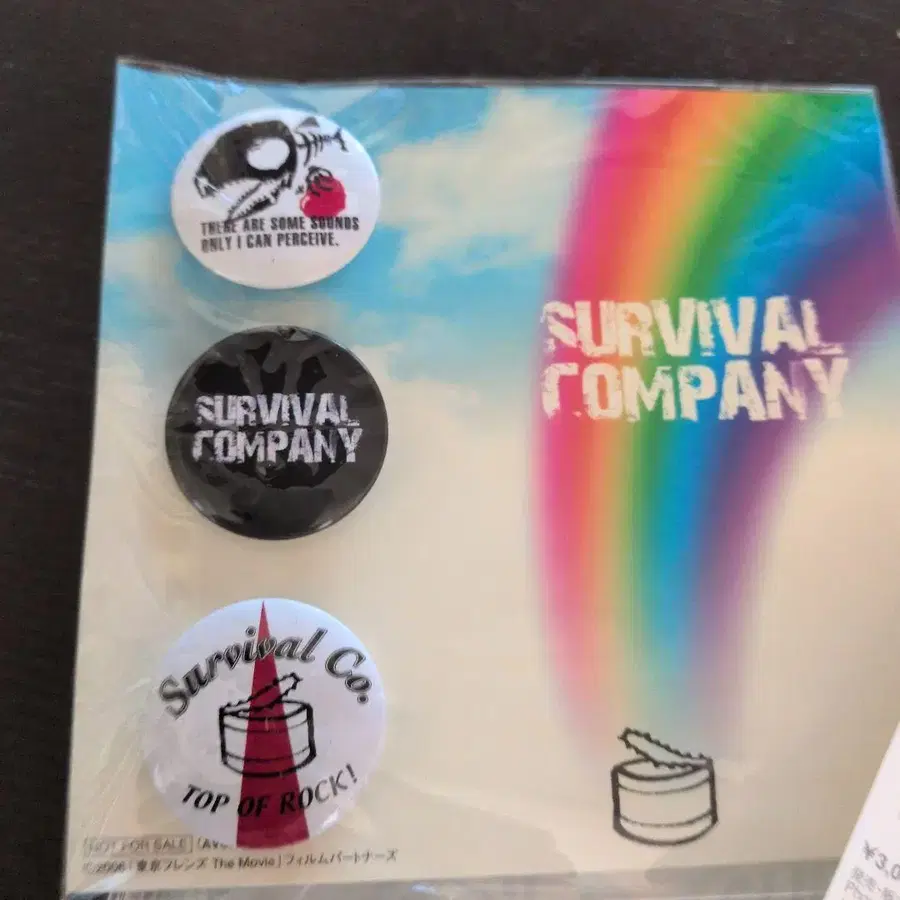 THERE ARE SOME SOUNDS
ONLY I CAN PERCEIVE.
SURVIVAL
COMPANY
SURVIVAL
COMPANY
Survival Co.
TOP OF ROCK!
NOT FOR SALE
©2006「東京フレンズ The Movie」フィルムパートナーズ